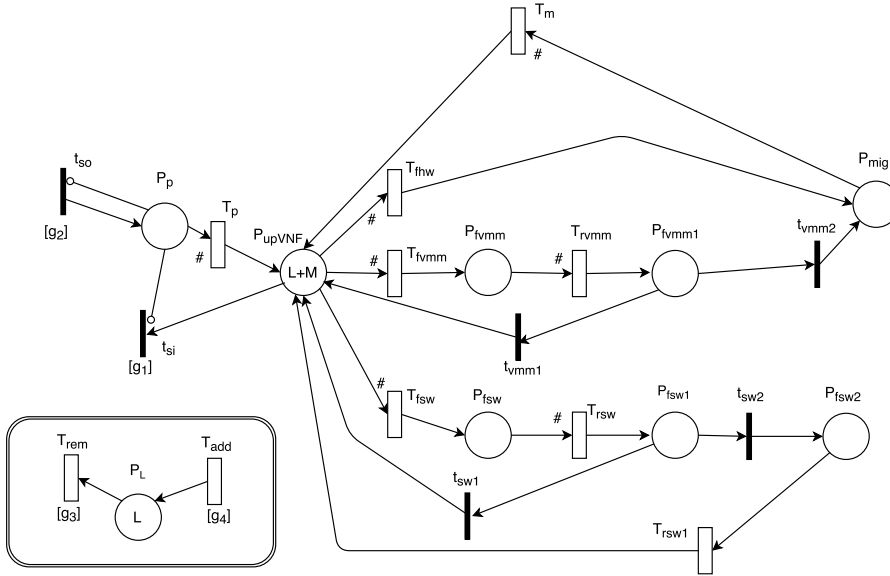 T_m
#
t_so
P_p
[g_2]
T_p
#
P_upVNF
L+M
T_fhw
#
P_mig
#
T_fvmm
P_fvmm
#
T_rvmm
P_fvmm1
t_vmm2
t_si
[g_1]
t_vmm1
#
T_fsw
P_fsw
#
T_rsw
P_fsw1
t_sw2
P_fsw2
T_rem
P_L
T_add
[g_3]
L
[g_4]
t_sw1
T_rsw1